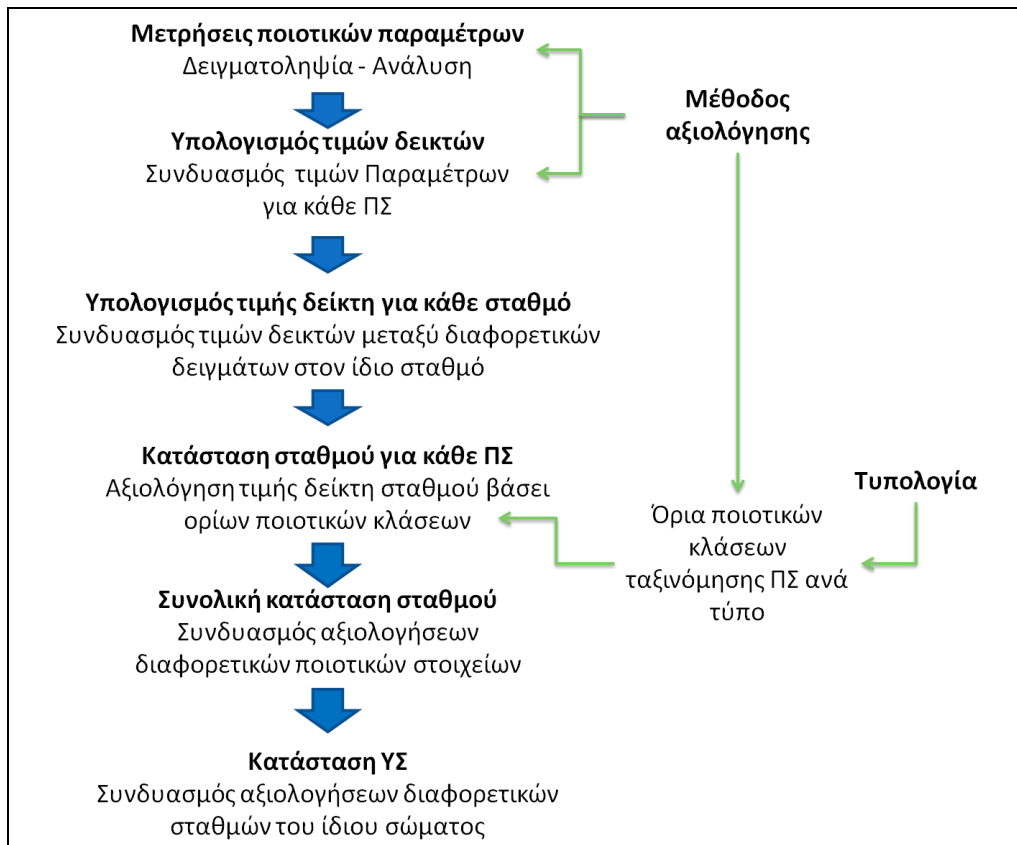 Μετρήσεις ποιοτικών παραμέτρων
Δειγματοληψία - Ανάλυση
Υπολογισμός τιμών δεικτών
Συνδυασμός τιμών Παραμέτρων
για κάθε ΠΣ
Υπολογισμός τιμής δείκτη για κάθε σταθμό
Συνδυασμός τιμών δεικτών μεταξύ διαφορετικών
δειγμάτων στον ίδιο σταθμό
Κατάσταση σταθμού για κάθε ΠΣ
Αξιολόγηση τιμής δείκτη σταθμού βάσει
ορίων ποιοτικών κλάσεων
Συνολική κατάσταση σταθμού
Συνδυασμός αξιολογήσεων
διαφορετικών ποιοτικών στοιχείων
Κατάσταση ΥΣ
Συνδυασμός αξιολογήσεων διαφορετικών
σταθμών του ίδιου σώματος
Μέθοδος
αξιολόγησης
Τυπολογία
Όρια ποιοτικών
κλάσεων
ταξινόμησης ΠΣ ανά
τύπο